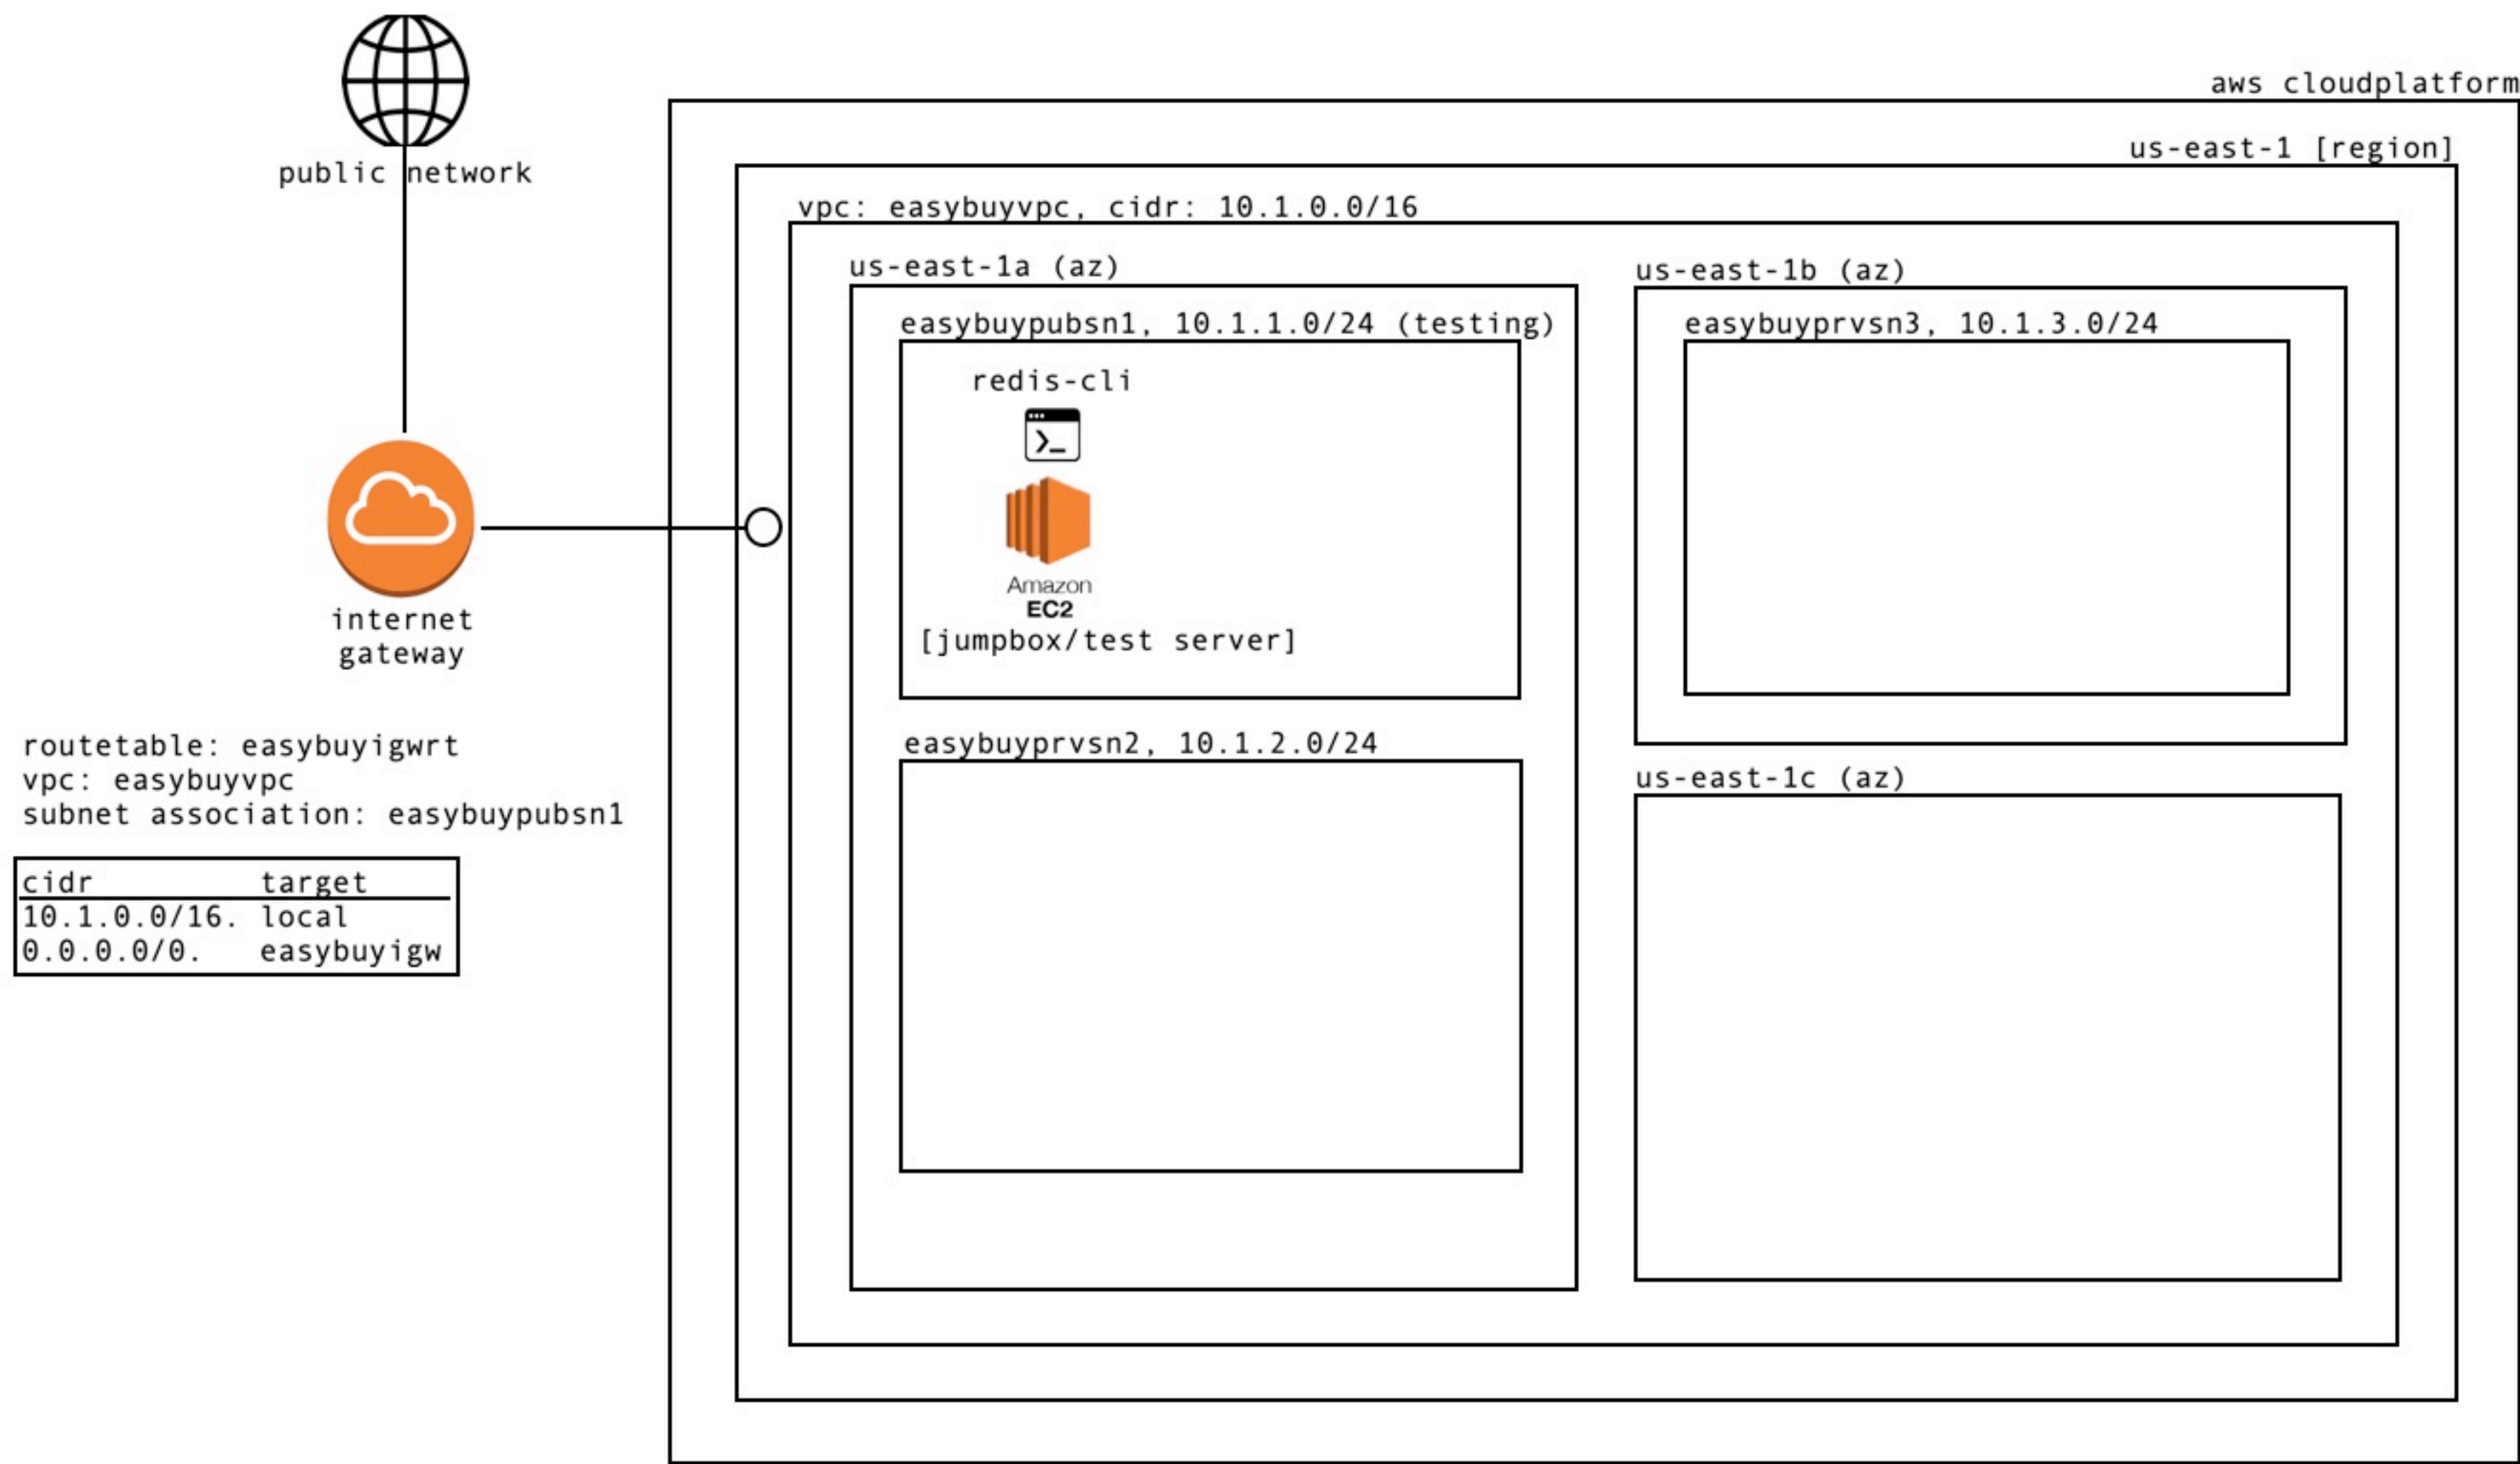 aws cloudplatform
public network
us-east-1 [region]
vpc: easybuyvpc, cidr: 10.1.0.0/16
us-east-1a (az)
easybuypubsn1, 10.1.1.0/24 (testing)
redis-cli
Amazon
EC2
[jumpbox/test server]
easybuyprvsn2, 10.1.2.0/24
us-east-1b (az)
easybuyprvsn3, 10.1.3.0/24
us-east-1c (az)
internet
gateway
routetable: easybuyigwrt
vpc: easybuyvpc
subnet association: easybuypubsn1
cidr target
10.1.0.0/16. local
0.0.0.0/0. easybuyigw